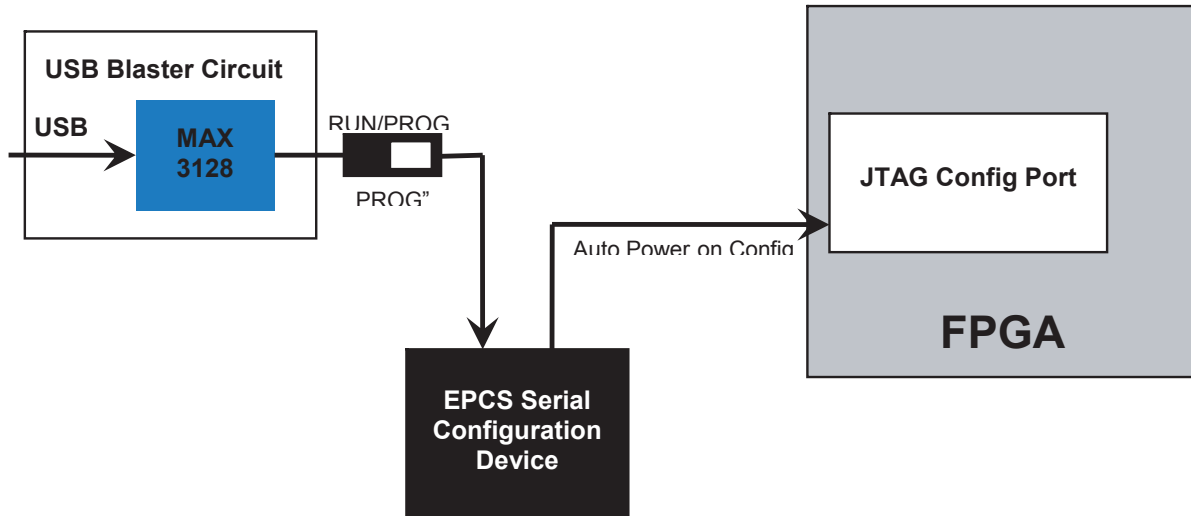 USB Blaster Circuit
USB
MAX
3128
RUN/PROG
PROG”
JTAG Config Port
Auto Power on Config
FPGA
EPCS Serial
Configuration
Device